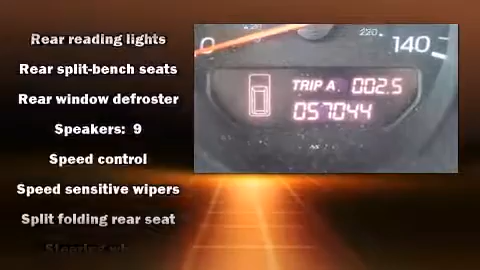 Rear reading lights
Rear split-bench seats
Rear window defroster
Speakers: 9
Speed control
Speed sensitive wipers
Split folding rear seat
Steering
0
220
140
TRIP A 002.5
057044